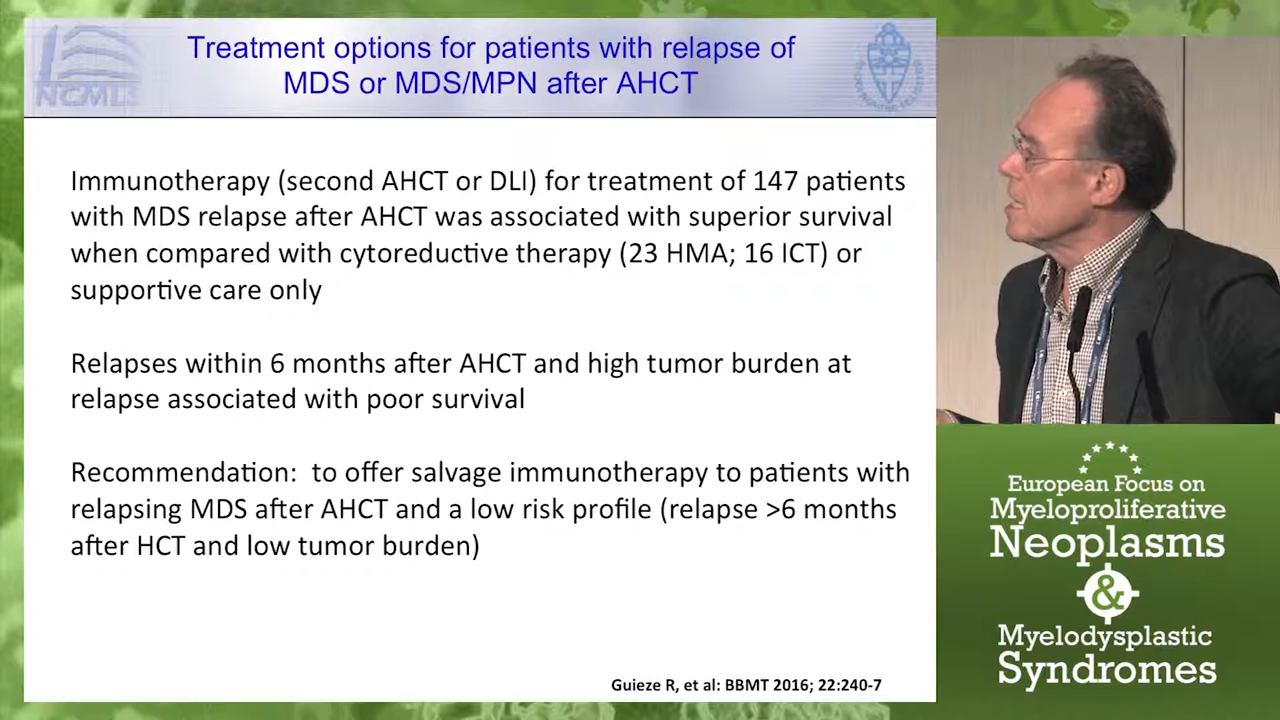 Treatment options for patients with relapse of
MDS or MDS/MPN after AHCT
NCMLS
Immunotherapy (second AHCT or DLI) for treatment of 147 patients
with MDS relapse after AHCT was associated with superior survival
when compared with cytoreductive therapy (23 HMA; 16 ICT) or
supportive care only
Relapses within 6 months after AHCT and high tumor burden at
relapse associated with poor survival
Recommendation:  to offer salvage immunotherapy to patients with
relapsing MDS after AHCT and a low risk profile (relapse >6 months
after HCT and low tumor burden)
Guieze R, et al: BBMT 2016; 22:240-7
European Focus on
Myeloproliferative
Neoplasms
&
Myelodysplastic
Syndromes